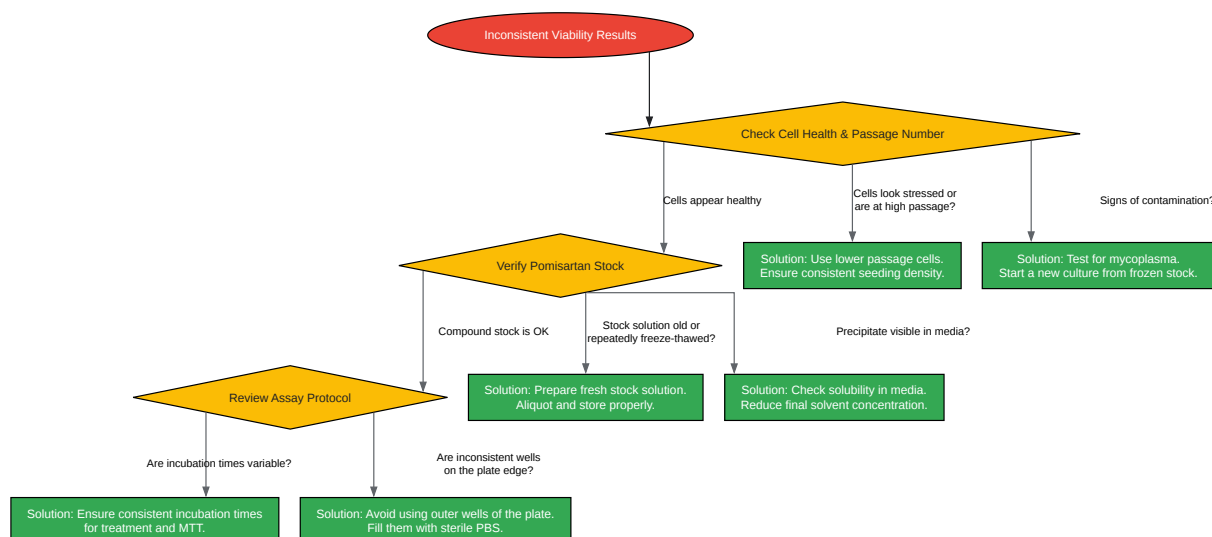 Inconsistent Viability Results
Check Cell Health & Passage Number
Cells appear healthy
Cells look stressed or
are at high passage?
Signs of contamination?
Verify Pomisartan Stock
Solution: Use lower passage cells.
Ensure consistent seeding density.
Solution: Test for mycoplasma.
Start a new culture from frozen stock.
Compound stock is OK
Stock solution old or
repeatedly freeze-thawed?
Precipitate visible in media?
Review Assay Protocol
Solution: Prepare fresh stock solution.
Aliquot and store properly.
Solution: Check solubility in media.
Reduce final solvent concentration.
Are incubation times variable?
Are inconsistent wells
on the plate edge?
Solution: Ensure consistent incubation times
for treatment and MTT.
Solution: Avoid using outer wells of the plate.
Fill them with sterile PBS.